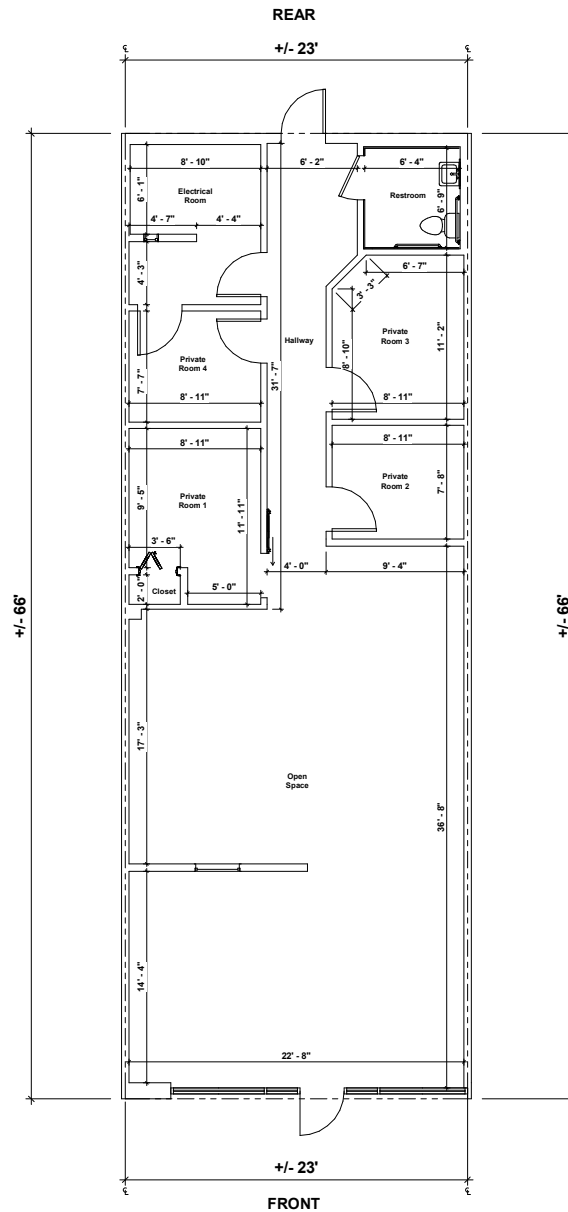 REAR
℄
℄
+/- 23'
8' - 10"
6' - 2"
6' - 4"
6' - 1"
Electrical
Room
Restroom
6' - 9"
4' - 7"
4' - 4"
4' - 3"
6' - 7"
3' - 3"
Hallway
Private
Room 3
11' - 2"
8' - 10"
Private
Room 4
7' - 7"
31' - 7"
8' - 11"
8' - 11"
8' - 11"
8' - 11"
Private
Room 2
7' - 8"
9' - 5"
Private
Room 1
11' - 11"
3' - 6"
4' - 0"
9' - 4"
2' - 0"
Closet
5' - 0"
+/- 66'
+/- 66'
17' - 3"
Open
Space
36' - 8"
14' - 4"
22' - 8"
+/- 23'
℄
℄
FRONT